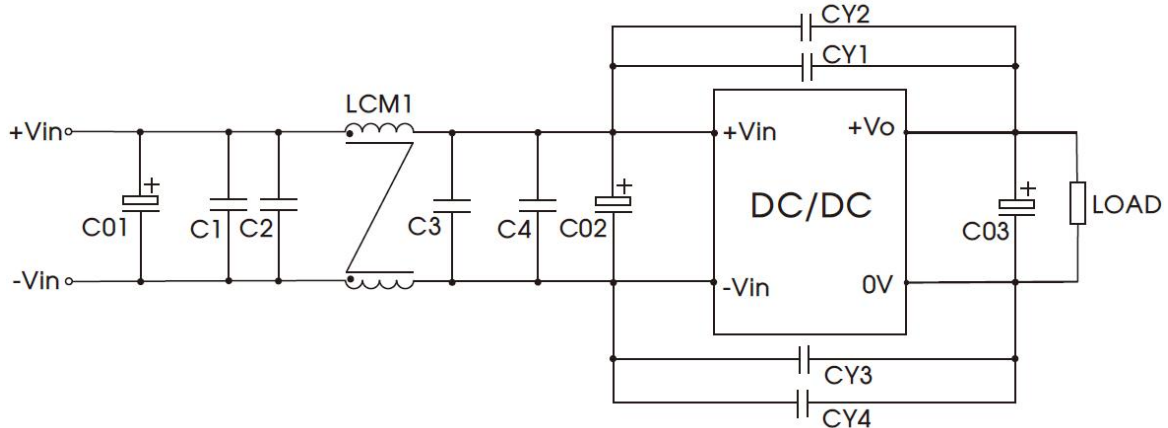 CY2
CY1
LCM1
+Vin
+Vin
+Vo
+
+
+
DC/DC
LOAD
C01
C1
C2
C3
C4
C02
C03
-Vin
-Vin
0V
CY3
CY4